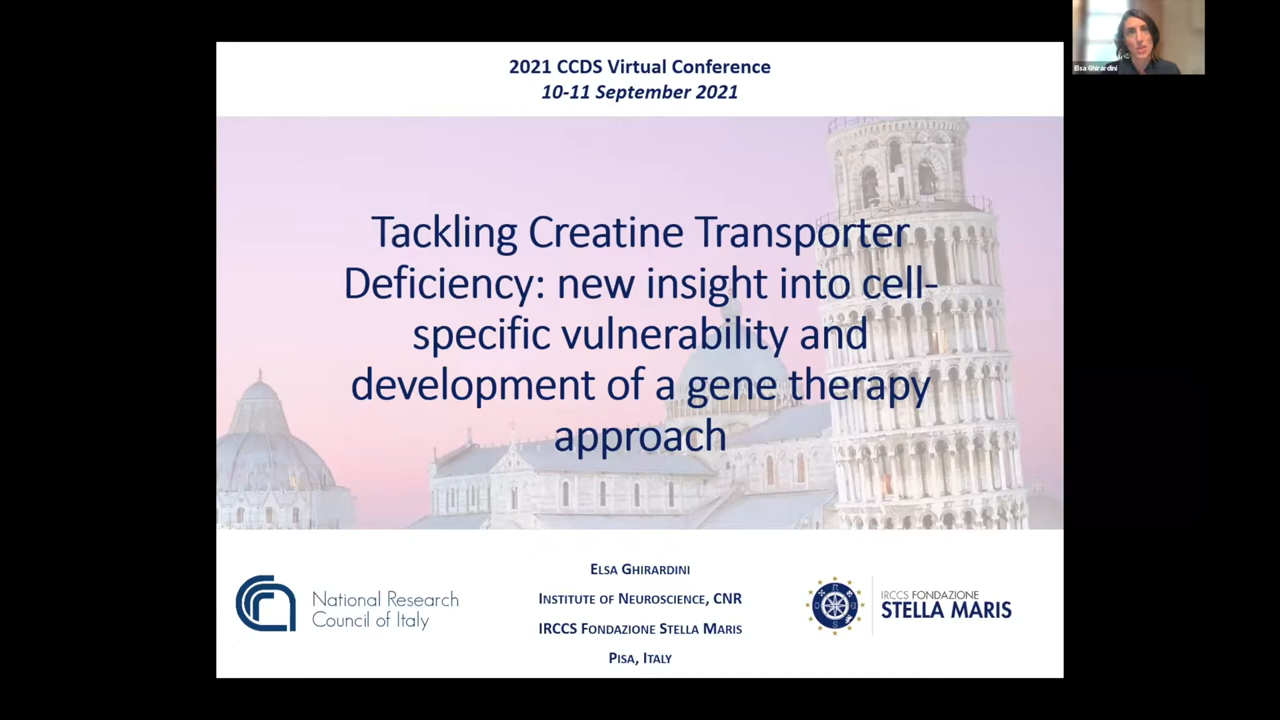 2021 CCDS Virtual Conference
10-11 September 2021
Tackling Creatine Transporter
Deficiency: new insight into cell-
specific vulnerability and
development of a gene therapy
approach
Elsa Ghirardini
Institute of Neuroscience, CNR
IRCCS Fondazione Stella Maris
Pisa, Italy
National Research
Council of Italy
IRCCS FONDAZIONE
STELLA MARIS
Elsa Ghirardini